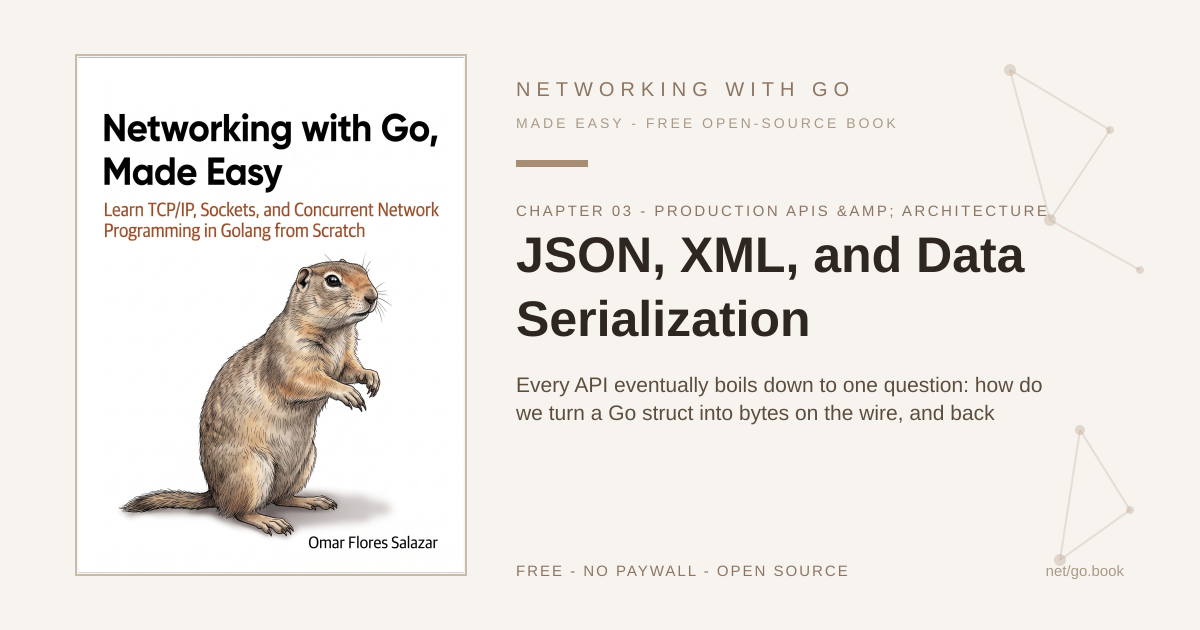 Networking with Go,
Made Easy
Learn TCP/IP, Sockets, and Concurrent Network
Programming in Golang from Scratch
Omar Flores Salazar
NETWORKING WITH GO
MADE EASY - FREE OPEN-SOURCE BOOK
CHAPTER 03 - PRODUCTION APIS &AMP; ARCHITECTURE
JSON, XML, and Data
Serialization
Every API eventually boils down to one question: how do
we turn a Go struct into bytes on the wire, and back
FREE - NO PAYWALL - OPEN SOURCE
net/go.book